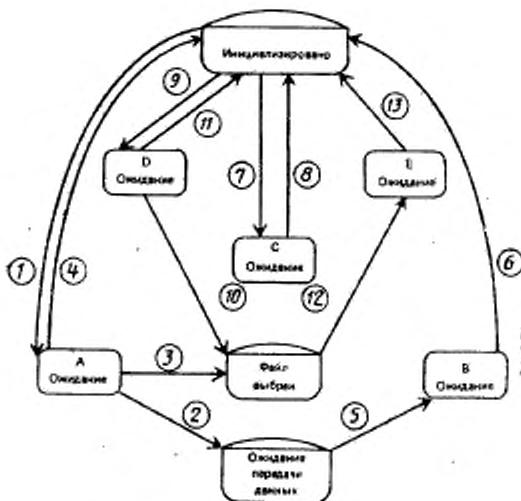 Инициализировано
9
11
13
D
Ожидание
7
8
E
Ожидание
C
Ожидание
1
4
10
12
6
A
Ожидание
3
Файл
выбран
B
Ожидание
2
5
Ожидание
передачи
данных